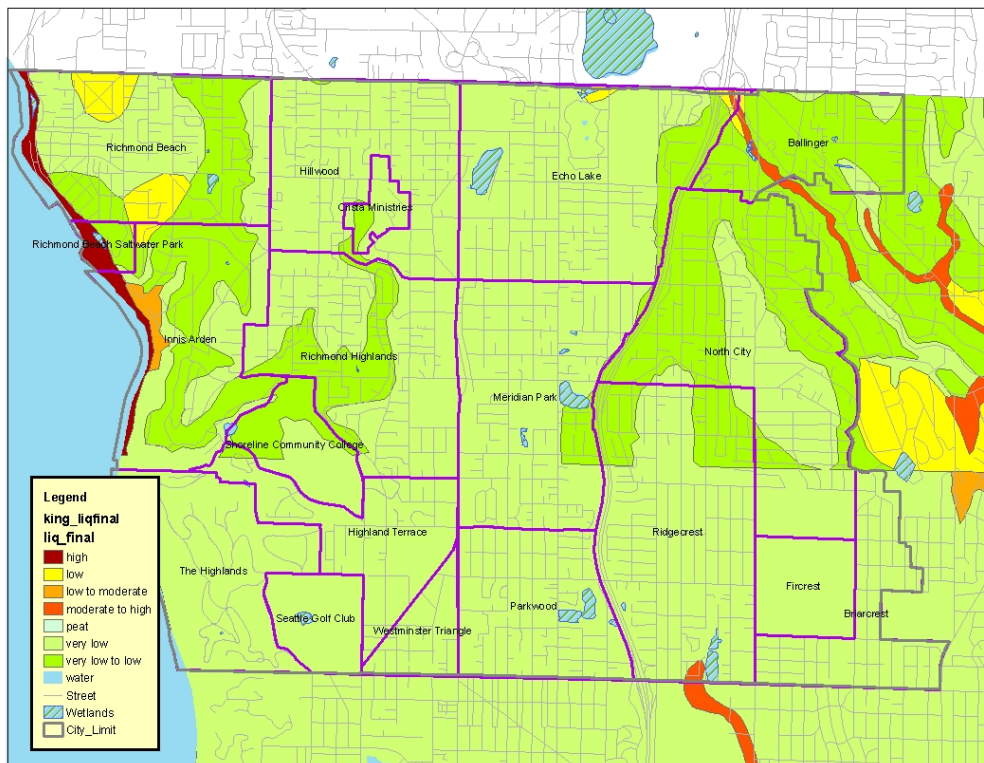 Ballinger
Richmond Beach
Hillwood
Echo Lake
Crista Ministries
Richmond Beach Saltwater Park
Innis Arden
Richmond Highlands
North City
Meridian Park
Shoreline Community College
Highland Terrace
Ridgecrest
The Highlands
Fircrest
Parkwood
Briarcrest
Seattle Golf Club
Westminster Triangle
Legend
king_liqfinal
liq_final
high
low
low to moderate
moderate to high
peat
very low
very low to low
water
Street
Wetlands
City_Limit